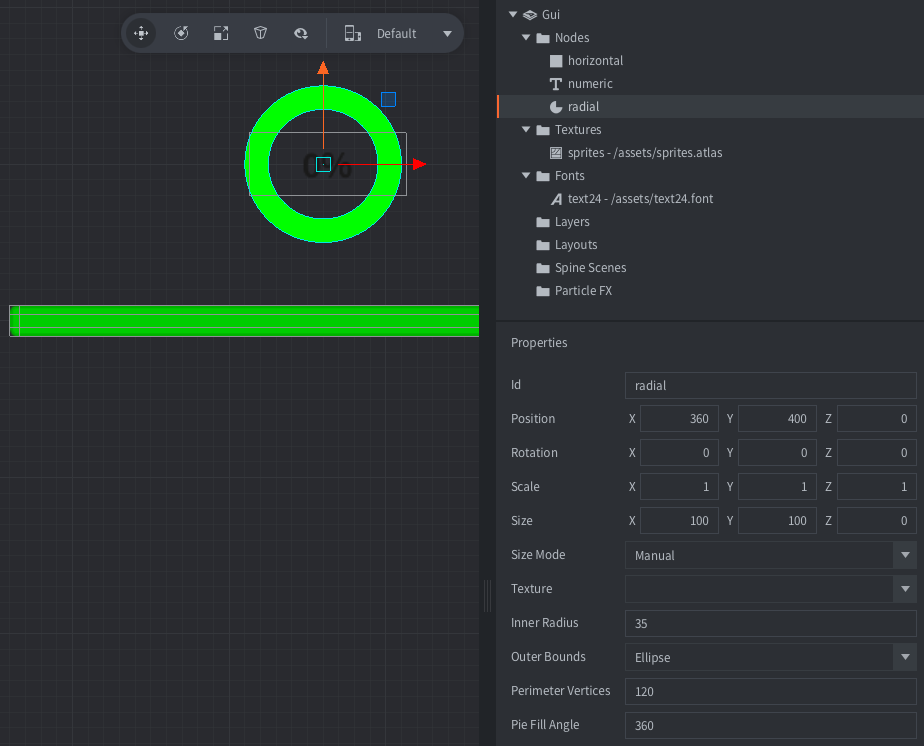 Default
0%
Gui
Nodes
horizontal
numeric
radial
Textures
sprites - /assets/sprites.atlas
Fonts
text24 - /assets/text24.font
Layers
Layouts
Spine Scenes
Particle FX
Properties
Id radial
Position X 360 Y 400 Z 0
Rotation X 0 Y 0 Z 0
Scale X 1 Y 1 Z 1
Size X 100 Y 100 Z 0
Size Mode Manual
Texture
Inner Radius 35
Outer Bounds Ellipse
Perimeter Vertices 120
Pie Fill Angle 360